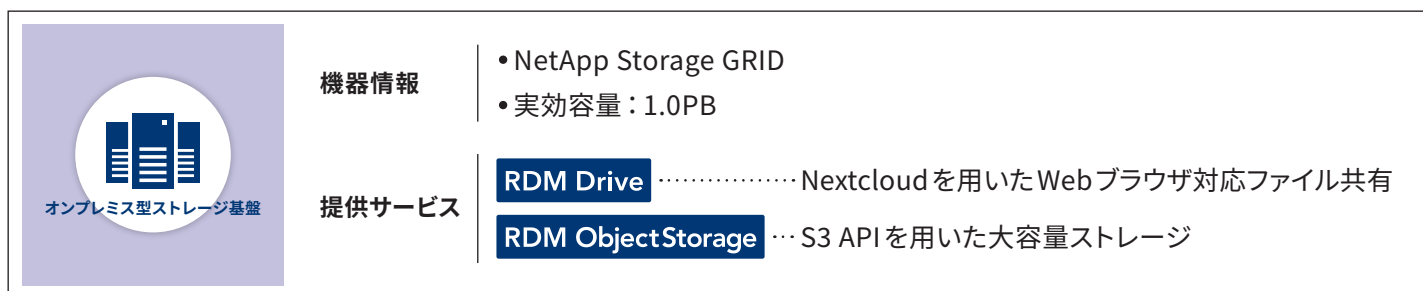 オンプレミス型ストレージ基盤
機器情報
•NetApp Storage GRID
•実効容量：1.0PB
提供サービス
RDM Drive ················Nextcloudを用いたWebブラウザ対応ファイル共有
RDM ObjectStorage ···S3 APIを用いた大容量ストレージ